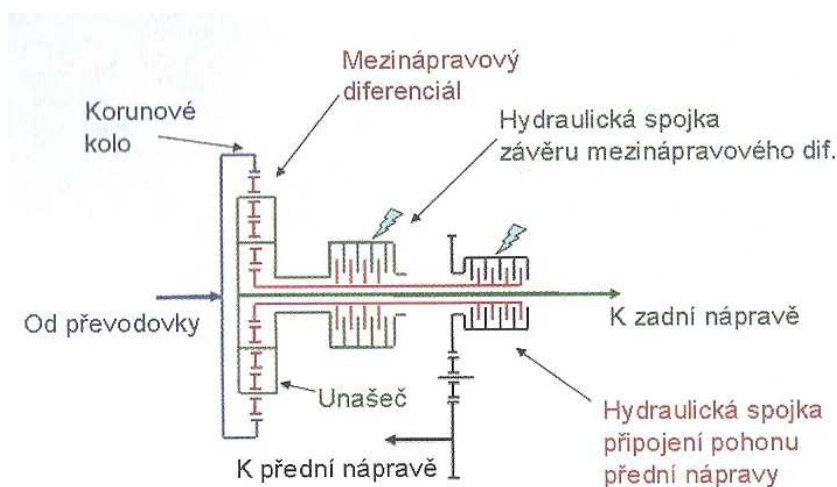 Mezinápravový
diferenciál
Korunové
kolo
Hydraulická spojka
závěru mezinápravového dif.
Od převodovky
K zadní nápravě
Unašeč
Hydraulická spojka
připojení pohonu
přední nápravy
K přední nápravě